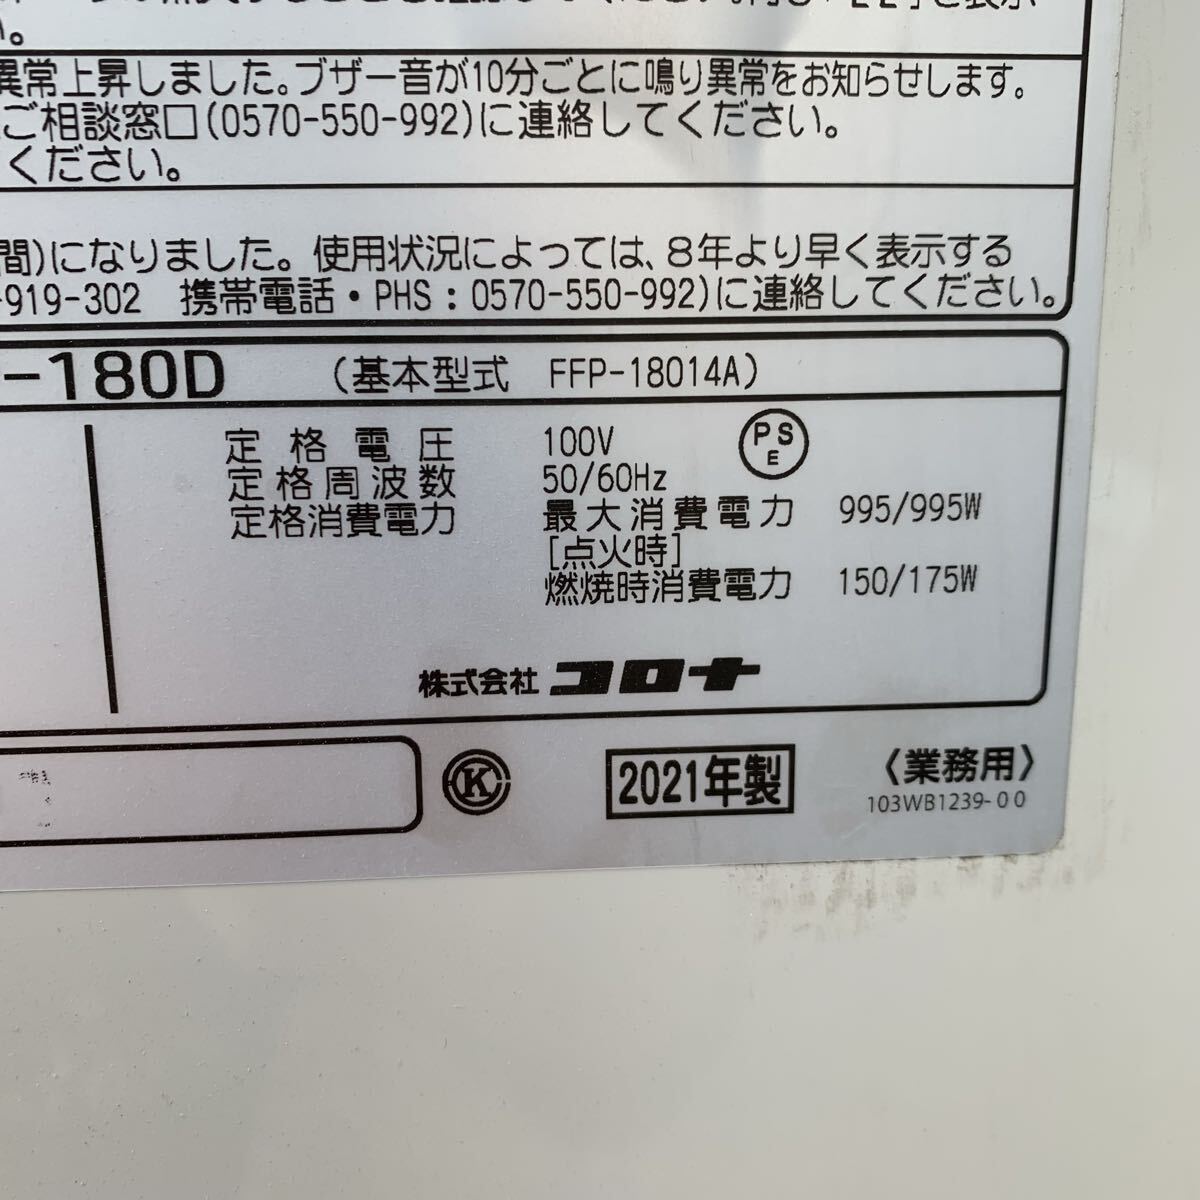 い。
異常上昇しました。ブザー音が10分ごとに鳴り異常をお知らせします。
ご相談窓口(0570-550-992)に連絡してください。
ください。
間)になりました。使用状況によっては、8年より早く表示する
-919-302 携帯電話・PHS:0570-550-992)に連絡してください。
-180D (基本型式 FFP-18014A)
定格電圧 100V PSE
定格周波数 50/60Hz
定格消費電力 最大消費電力 995/995W
[点火時]
燃焼時消費電力 150/175W
株式会社 コロナ
K 2021年製 〈業務用〉
103WB1239-00